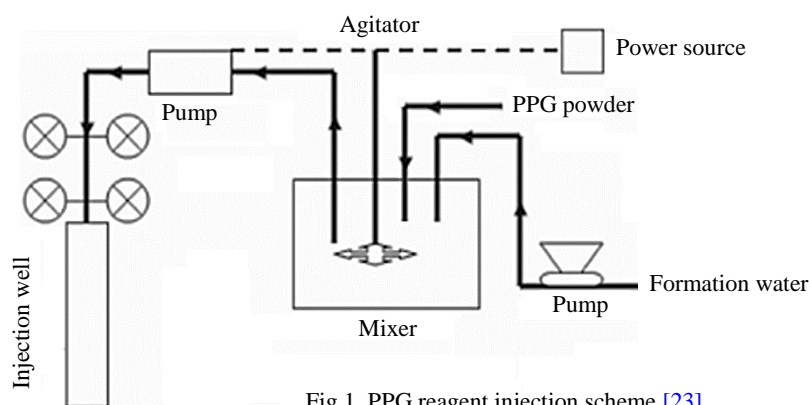 Agitator
Power source
Pump
PPG powder
Injection well
Formation water
Pump
Mixer
Fig 1. PPG reagent injection scheme [23]